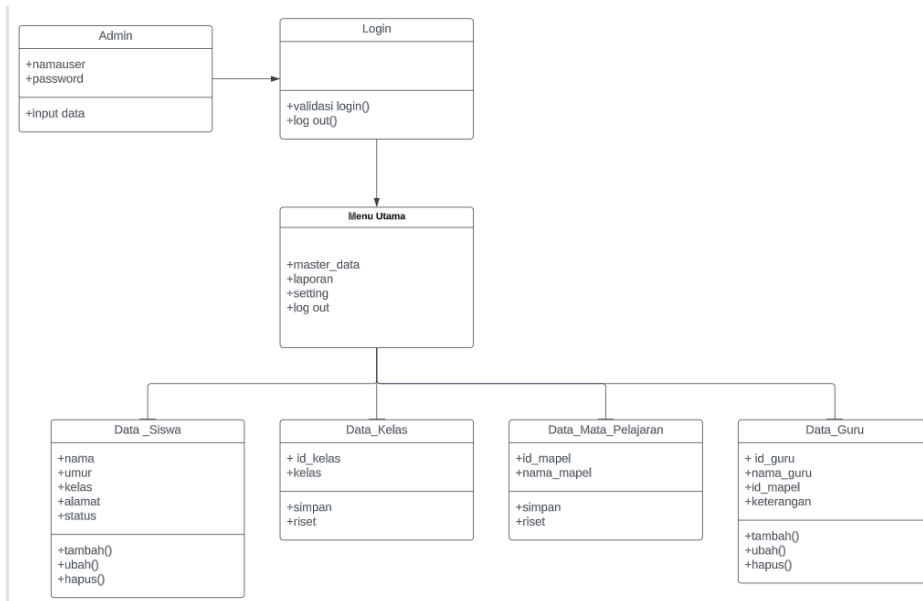 Admin
+namauser
+password
+input data
Login
+validasi login()
+log out()
Menu Utama
+master_data
+laporan
+setting
+log out
Data _Siswa
+nama
+umur
+kelas
+alamat
+status
+tambah()
+ubah()
+hapus()
Data_Kelas
+ id_kelas
+kelas
+simpan
+riset
Data_Mata_Pelajaran
+id_mapel
+nama_mapel
+simpan
+riset
Data_Guru
+ id_guru
+nama_guru
+id_mapel
+keterangan
+tambah()
+ubah()
+hapus()